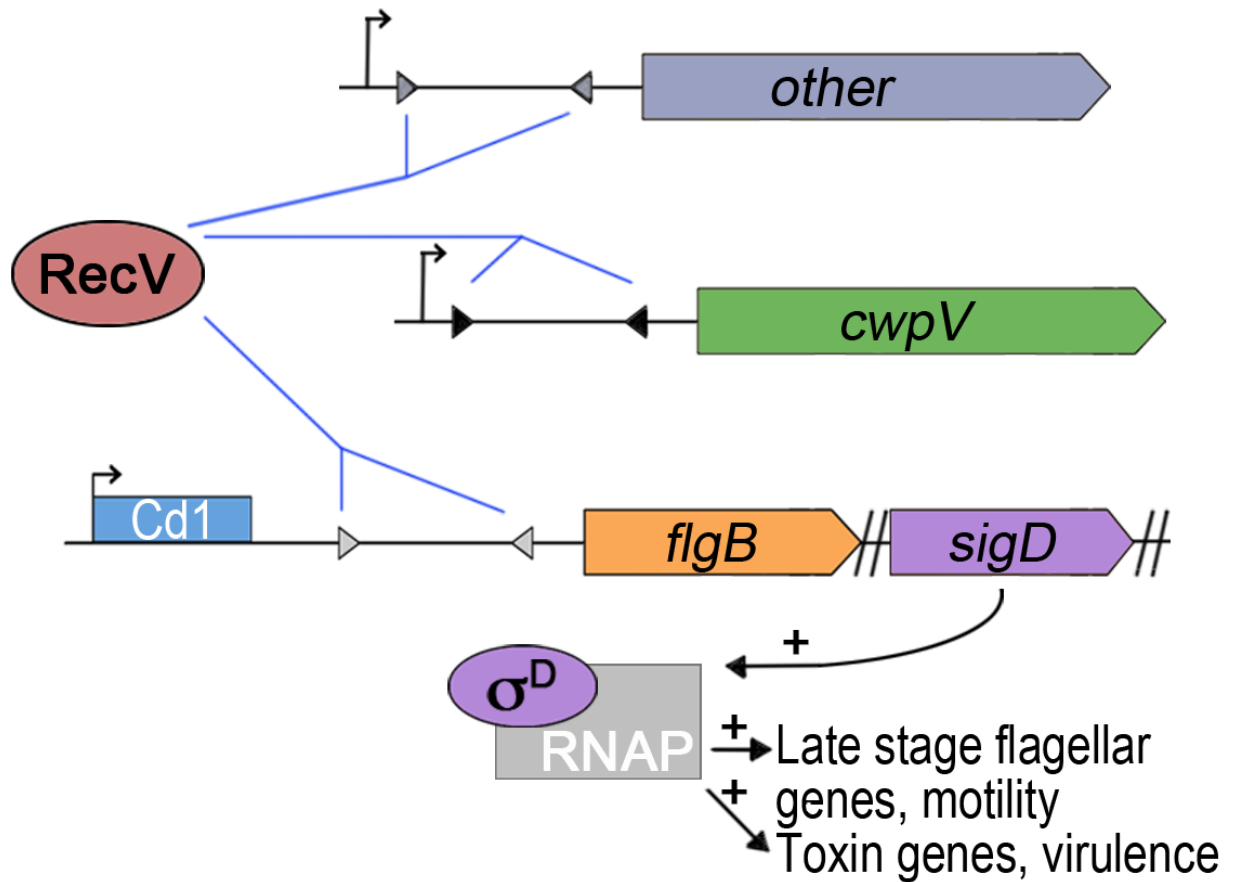 other
RecV
cwpV
Cd1
flgB
sigD
+
σD
RNAP
+
Late stage flagellar
+
genes, motility
Toxin genes, virulence